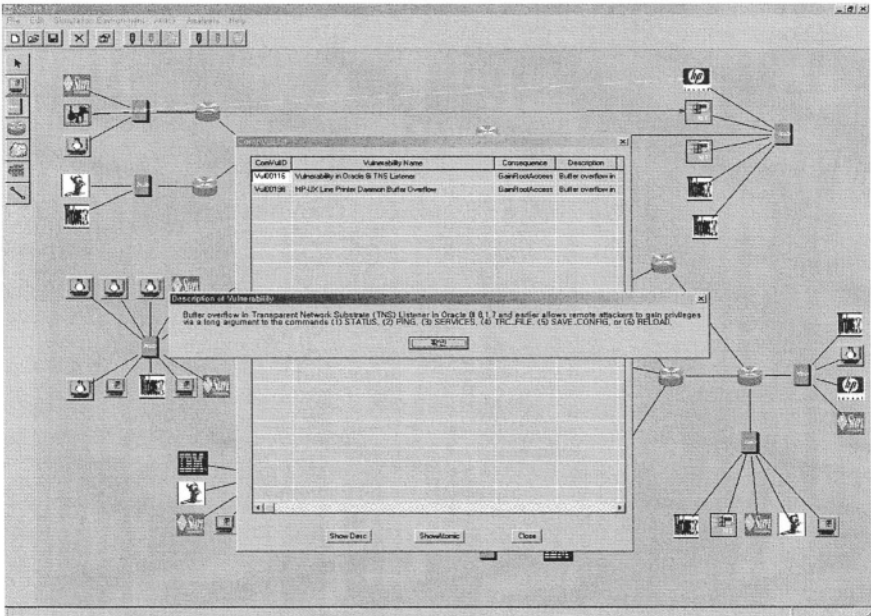 File Edit Simulation Environment Attack Analysis Help
ComVulID Vulnerability Name Consequence Description
Vul00116 Vulnerability in Oracle 8i TNS Listener GainRootAccess Buffer overflow in
HP-UX Line Printer Daemon Buffer Overflow GainRootAccess Buffer overflow in
Description of Vulnerability
Buffer overflow in Transparent Network Substrate (TNS) Listener in Oracle 8i 8.1.7 and earlier allows remote attackers to gain privileges
via a long argument to the commands (1) STATUS, (2) PING, (3) SERVICES, (4) TRC_FILE, (5) SAVE_CONFIG, or (6) RELOAD.
확인
IBM
Show Desc ShowAtomic Close